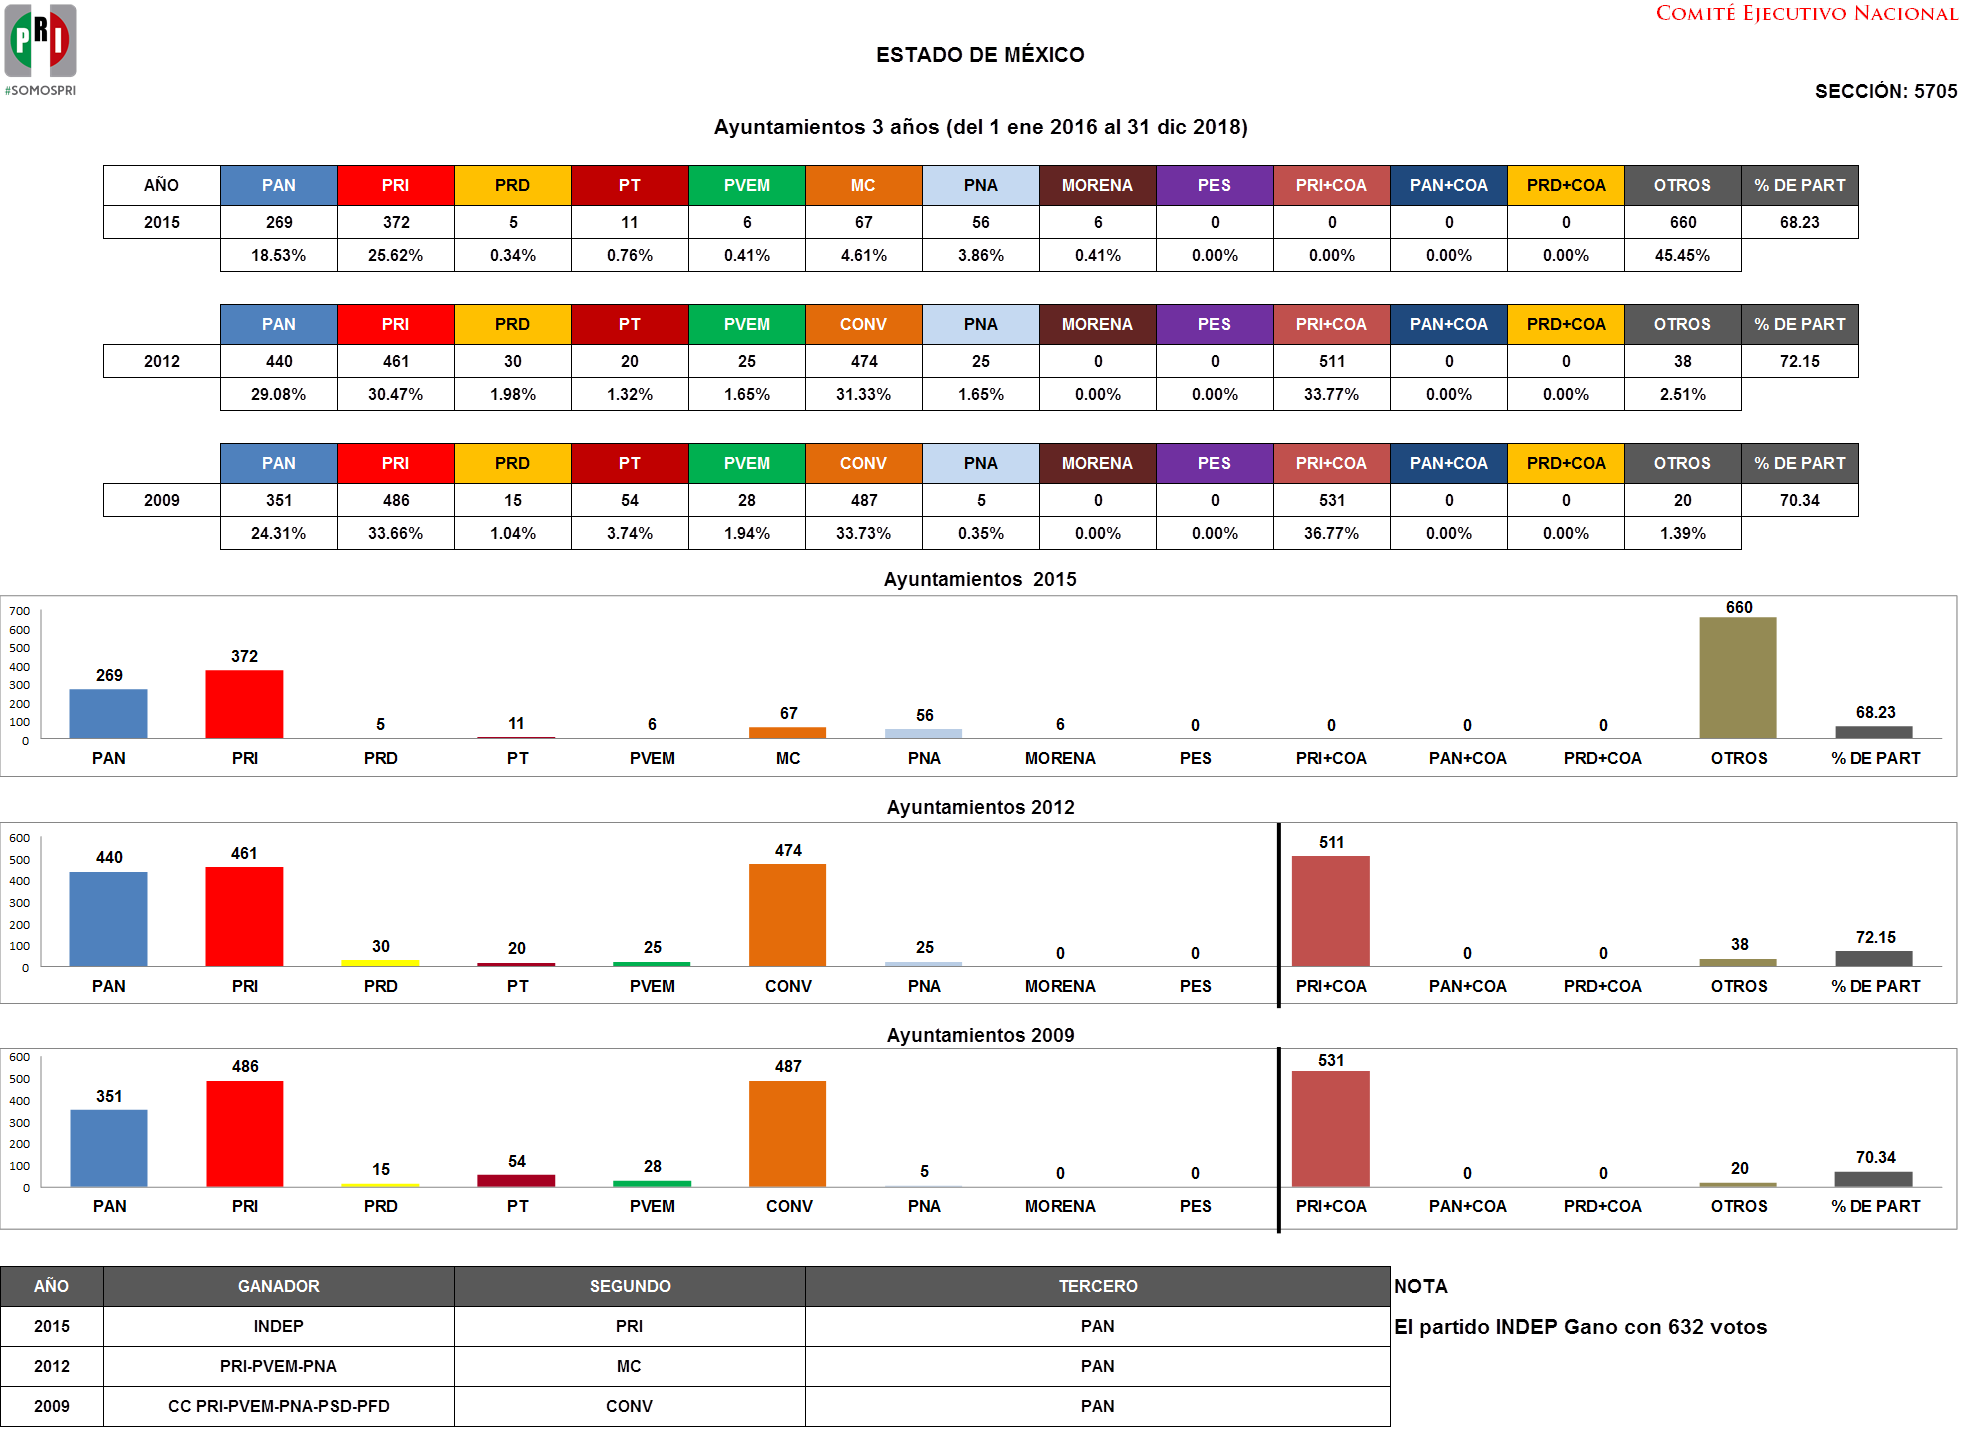 COMITÉ EJECUTIVO NACIONAL
PRI
#SOMOSPRI
ESTADO DE MÉXICO
SECCIÓN: 5705
Ayuntamientos 3 años (del 1 ene 2016 al 31 dic 2018)
AÑO PAN PRI PRD PT PVEM MC PNA MORENA PES PRI+COA PAN+COA PRD+COA OTROS % DE PART
2015 269 372 5 11 6 67 56 6 0 0 0 0 660 68.23
18.53% 25.62% 0.34% 0.76% 0.41% 4.61% 3.86% 0.41% 0.00% 0.00% 0.00% 0.00% 45.45%
PAN PRI PRD PT PVEM CONV PNA MORENA PES PRI+COA PAN+COA PRD+COA OTROS % DE PART
2012 440 461 30 20 25 474 25 0 0 511 0 0 38 72.15
29.08% 30.47% 1.98% 1.32% 1.65% 31.33% 1.65% 0.00% 0.00% 33.77% 0.00% 0.00% 2.51%
PAN PRI PRD PT PVEM CONV PNA MORENA PES PRI+COA PAN+COA PRD+COA OTROS % DE PART
2009 351 486 15 54 28 487 5 0 0 531 0 0 20 70.34
24.31% 33.66% 1.04% 3.74% 1.94% 33.73% 0.35% 0.00% 0.00% 36.77% 0.00% 0.00% 1.39%
Ayuntamientos 2015
700
600
500
400
300
200
100
0
269 372 5 11 6 67 56 6 0 0 0 0 660 68.23
PAN PRI PRD PT PVEM MC PNA MORENA PES PRI+COA PAN+COA PRD+COA OTROS % DE PART
Ayuntamientos 2012
600
500
400
300
200
100
0
440 461 30 20 25 474 25 0 0 511 0 0 38 72.15
PAN PRI PRD PT PVEM CONV PNA MORENA PES PRI+COA PAN+COA PRD+COA OTROS % DE PART
Ayuntamientos 2009
600
500
400
300
200
100
0
351 486 15 54 28 487 5 0 0 531 0 0 20 70.34
PAN PRI PRD PT PVEM CONV PNA MORENA PES PRI+COA PAN+COA PRD+COA OTROS % DE PART
AÑO GANADOR SEGUNDO TERCERO NOTA
2015 INDEP PRI PAN El partido INDEP Gano con 632 votos
2012 PRI-PVEM-PNA MC PAN
2009 CC PRI-PVEM-PNA-PSD-PFD CONV PAN